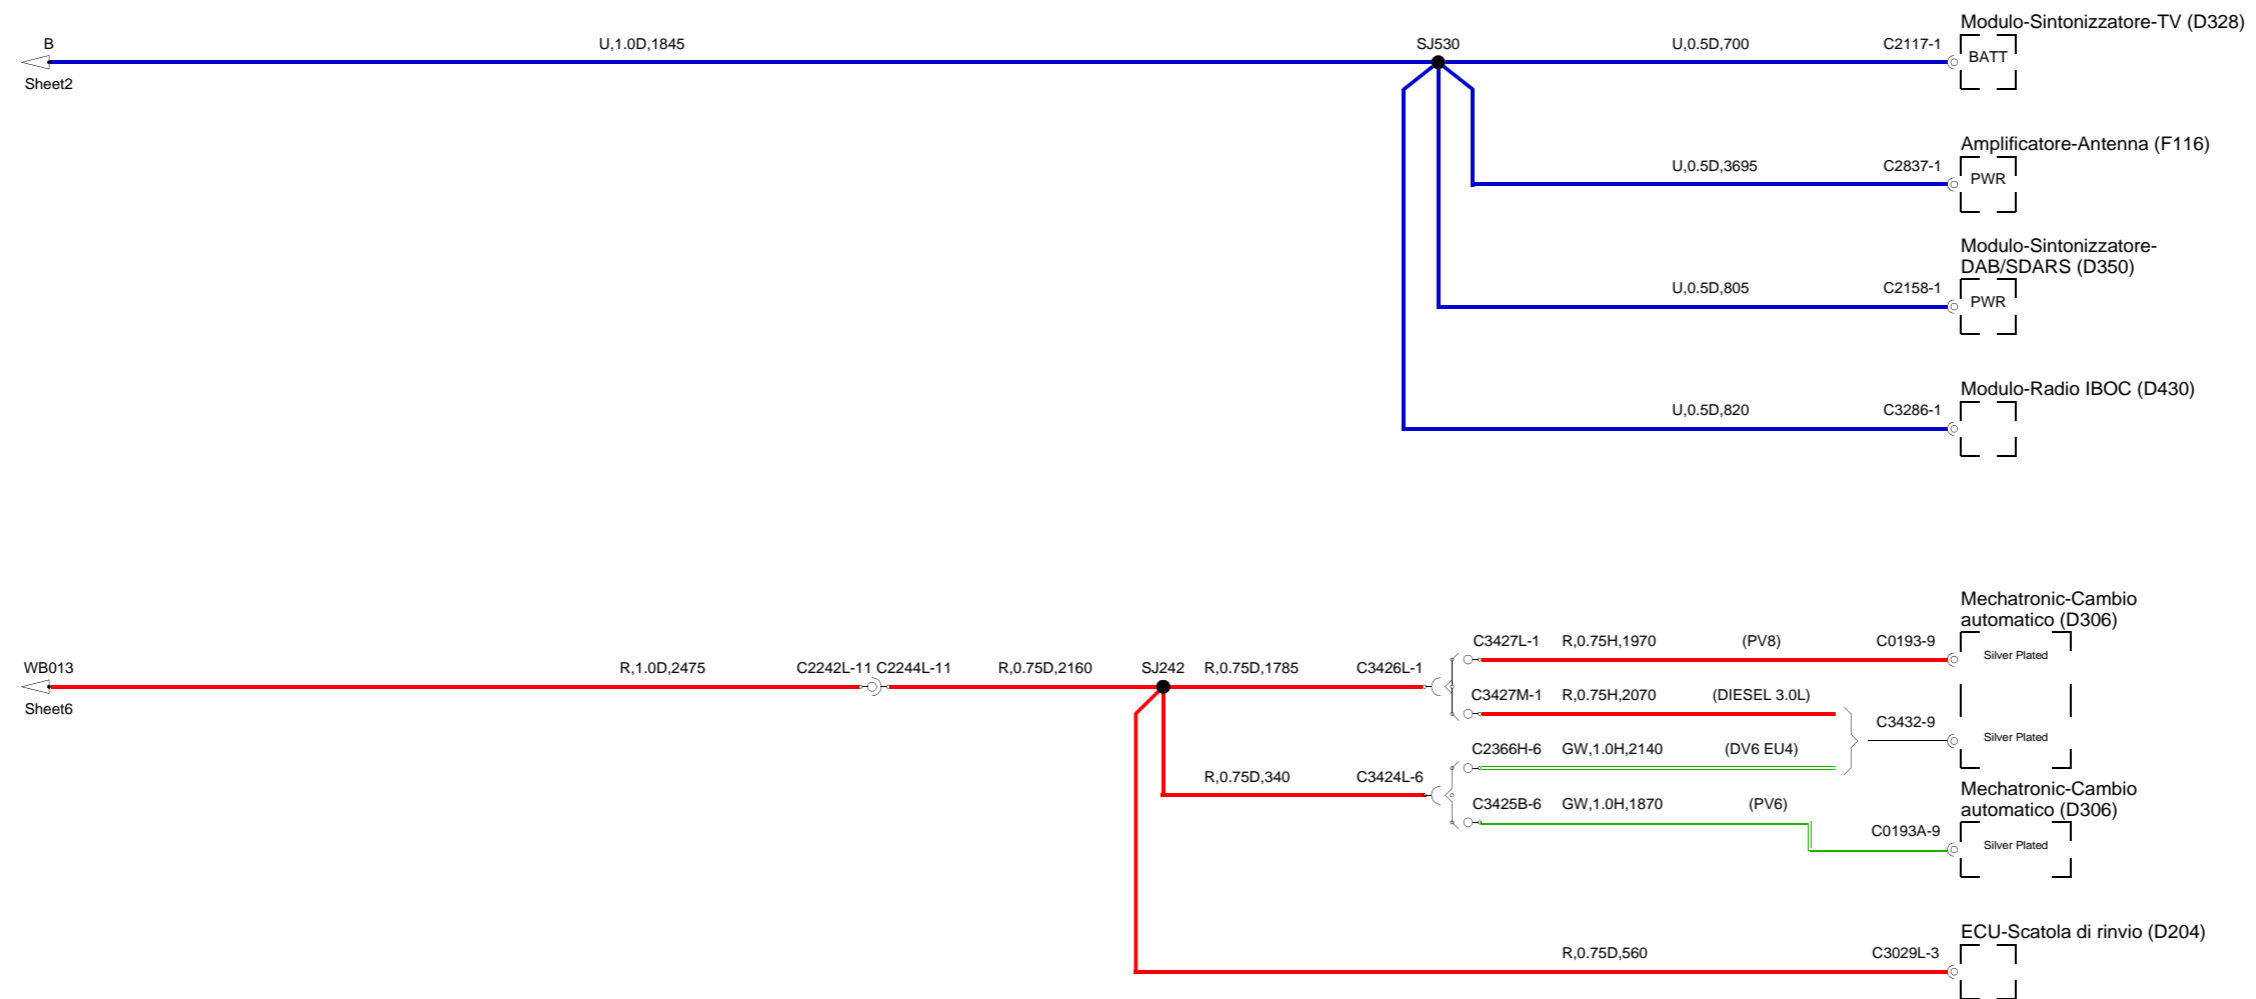 B
U,1.0D,1845
SJ530
U,0.5D,700
C2117-1
Modulo-Sintonizzatore-TV (D328)
BATT
Sheet2
Amplificatore-Antenna (F116)
U,0.5D,3695
C2837-1
PWR
Modulo-Sintonizzatore-
DAB/SDARS (D350)
U,0.5D,805
C2158-1
PWR
Modulo-Radio IBOC (D430)
U,0.5D,820
C3286-1
Mechatronic-Cambio
automatico (D306)
C3427L-1
R,0.75H,1970
(PV8)
C0193-9
Silver Plated
WB013
R,1.0D,2475
C2242L-11
C2244L-11
R,0.75D,2160
SJ242
R,0.75D,1785
C3426L-1
Sheet6
C3427M-1
R,0.75H,2070
(DIESEL 3.0L)
C3432-9
Silver Plated
C2366H-6
GW,1.0H,2140
(DV6 EU4)
R,0.75D,340
C3424L-6
Mechatronic-Cambio
automatico (D306)
C3425B-6
GW,1.0H,1870
(PV6)
C0193A-9
Silver Plated
ECU-Scatola di rinvio (D204)
R,0.75D,560
C3029L-3